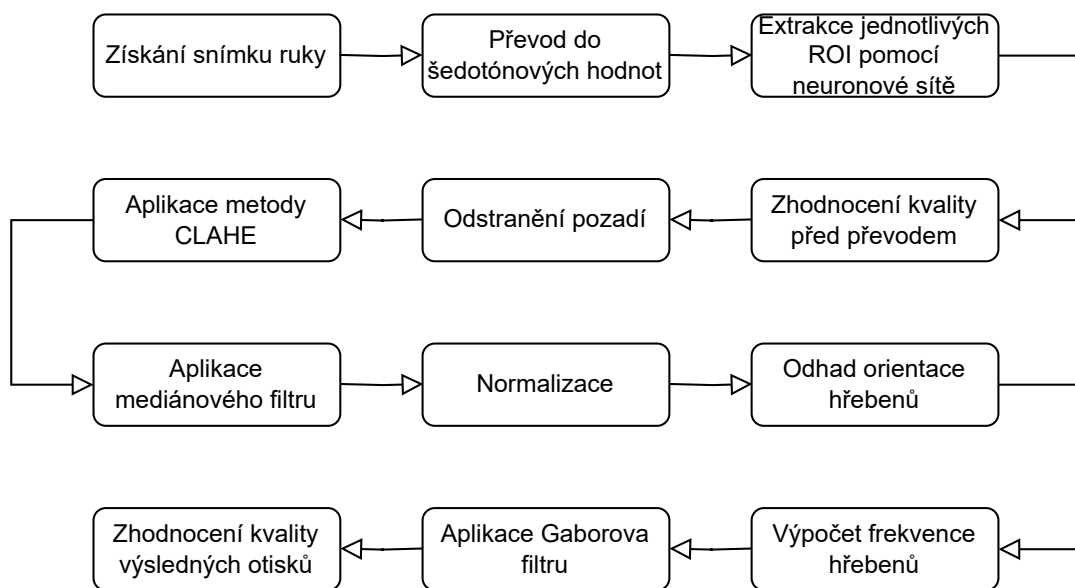 Získání snímku ruky
Převod do
šedotónových hodnot
Extrakce jednotlivých
ROI pomocí
neuronové sítě
Zhodnocení kvality
před převodem
Odstranění pozadí
Aplikace metody
CLAHE
Aplikace
mediánového filtru
Normalizace
Odhad orientace
hřebenů
Výpočet frekvence
hřebenů
Aplikace Gaborova
filtru
Zhodnocení kvality
výsledných otisků